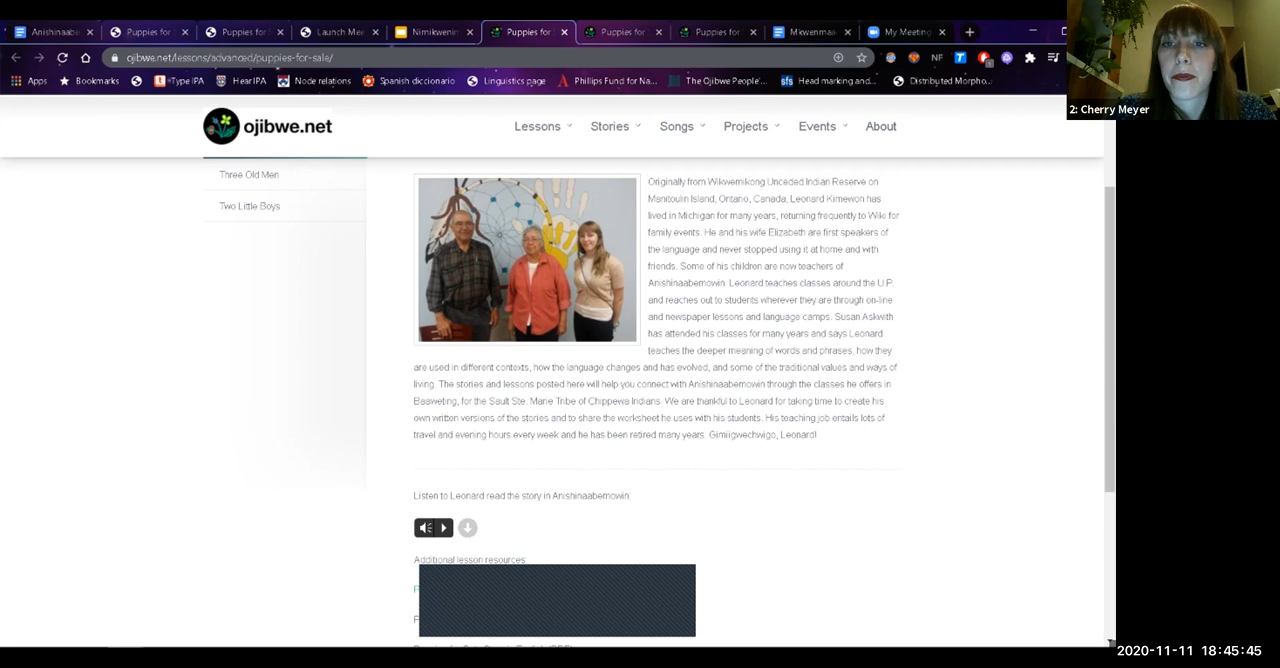 Anishinaabe
Puppies for
Puppies for
Launch Mee
Nimikwenin
Puppies for
Puppies for
Puppies for
Mkwenmaa
My Meeting
ojibwe.net/lessons/advanced/puppies-for-sale/
NF
Apps
Bookmarks
*Type IPA
Hear IPA
Node relations
Spanish diccionario
Linguistics page
Phillips Fund for Na...
The Ojibwe People'...
sfs Head marking and...
Distributed Morpho...
2: Cherry Meyer
ojibwe.net
Lessons
Stories
Songs
Projects
Events
About
Three Old Men
Two Little Boys
Originally from Wikwemikong Unceded Indian Reserve on
Manitoulin Island, Ontario, Canada, Leonard Kimewon has
lived in Michigan for many years, returning frequently to Wiki for
family events. He and his wife Elizabeth are first speakers of
the language and never stopped using it at home and with
friends. Some of his children are now teachers of
Anishinaabemowin. Leonard teaches classes around the U.P.
and reaches out to students wherever they are through on-line
and newspaper lessons and language camps. Susan Askwith
has attended his classes for many years and says Leonard
teaches the deeper meaning of words and phrases, how they
are used in different contexts, how the language changes and has evolved, and some of the traditional values and ways of
living. The stories and lessons posted here will help you connect with Anishinaabemowin through the classes he offers in
Baaweting, for the Sault Ste. Marie Tribe of Chippewa Indians. We are thankful to Leonard for taking time to create his
own written versions of the stories and to share the worksheet he uses with his students. His teaching job entails lots of
travel and evening hours every week and he has been retired many years. Gimiigwechwigo, Leonard!
Listen to Leonard read the story in Anishinaabemowin:
Additional lesson resources:
2020-11-11 18:45:45